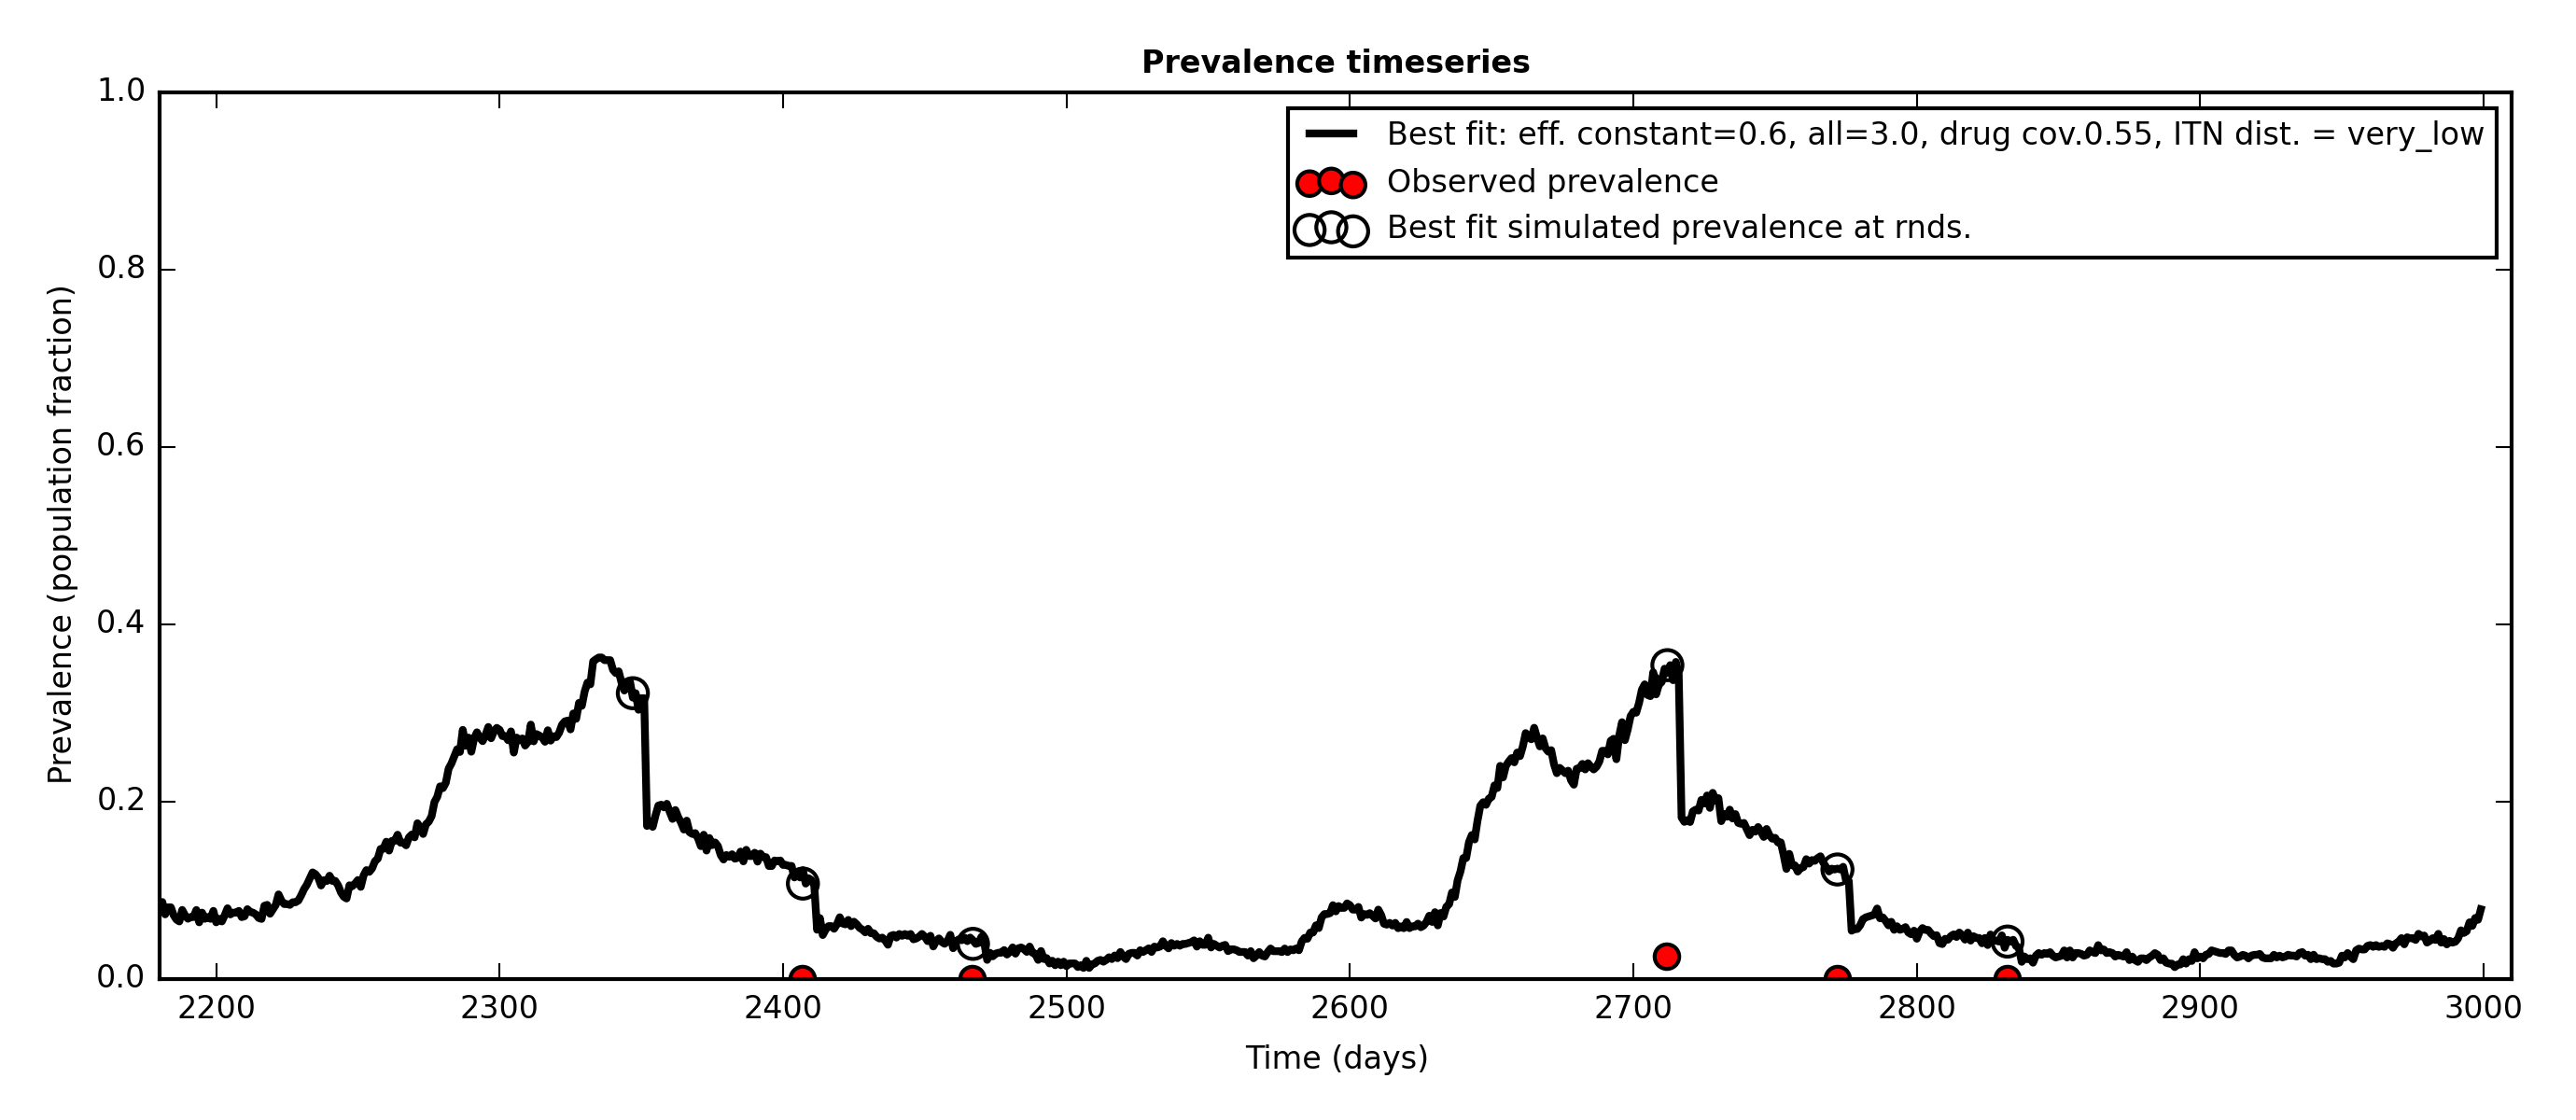 Prevalence timeseries
1.0
0.8
0.6
0.4
0.2
0.0
Prevalence (population fraction)
Best fit: eff. constant=0.6, all=3.0, drug cov.0.55, ITN dist. = very_low
Observed prevalence
Best fit simulated prevalence at rnds.
2200 2300 2400 2500 2600 2700 2800 2900 3000
Time (days)